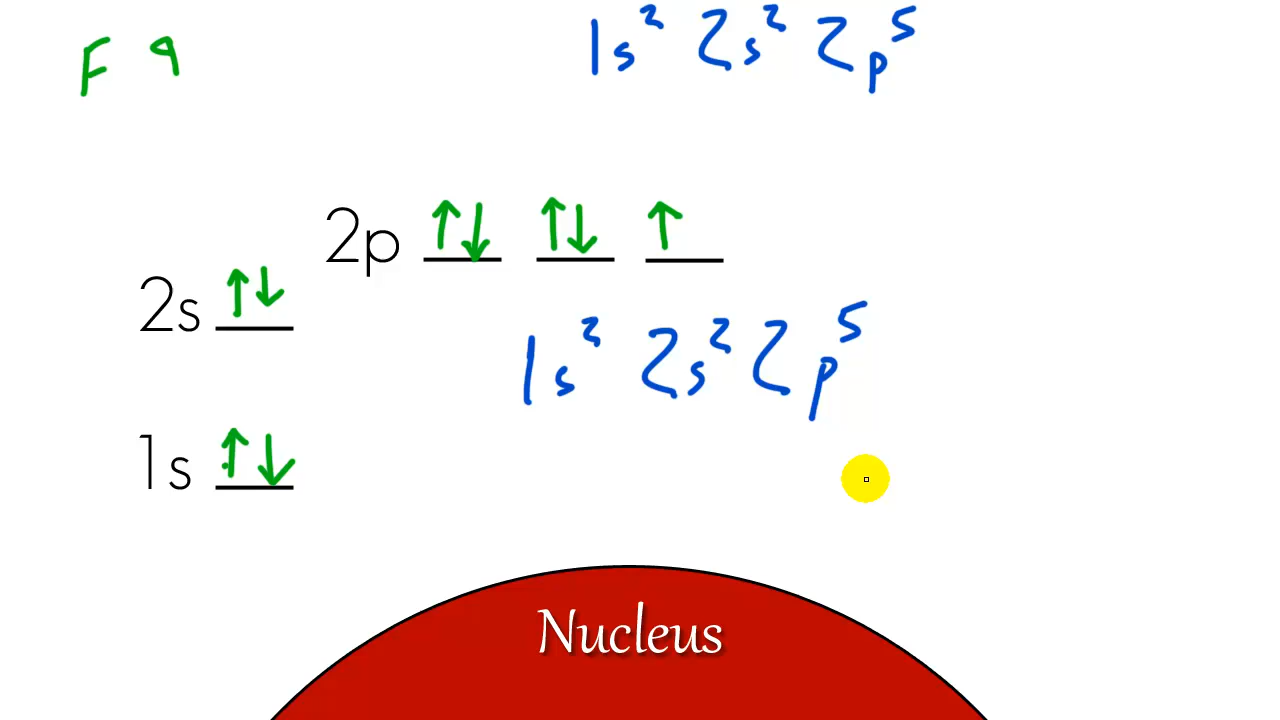 F 9 1s² 2s² 2p⁵
2p ↑↓ ↑↓ ↑
2s ↑↓
1s² 2s² 2p⁵
1s ↑↓
Nucleus